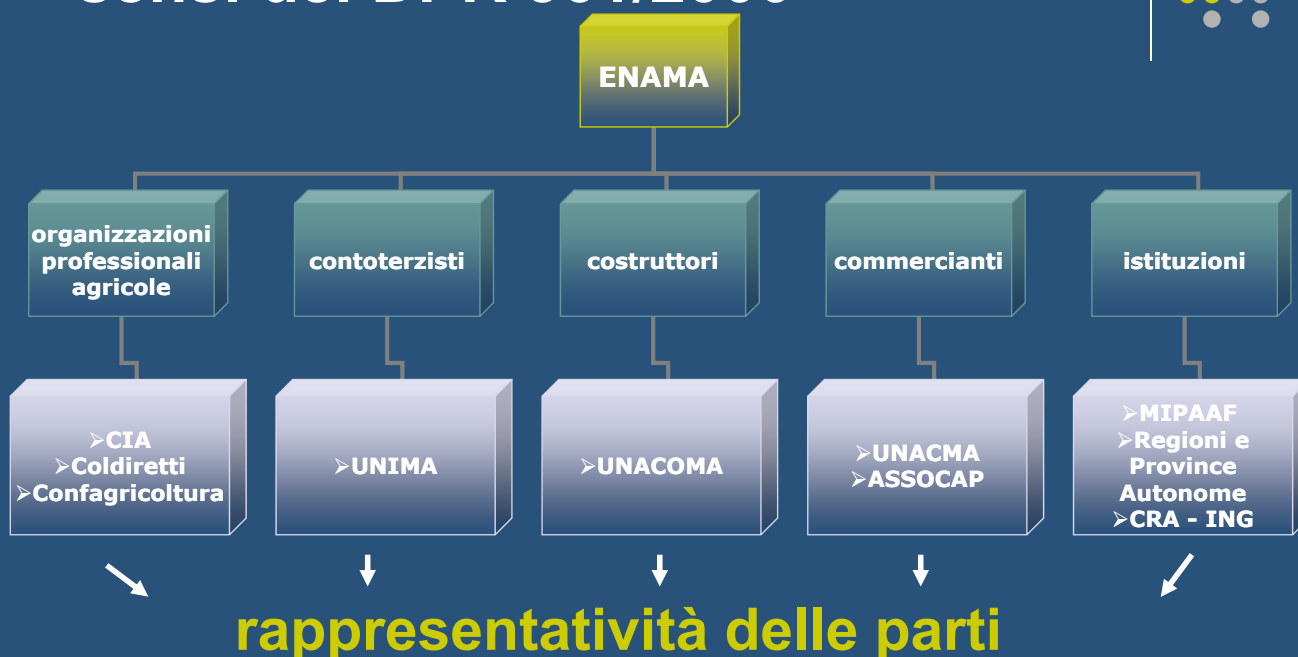 ENAMA
organizzazioni
professionali
agricole
contoterzisti
costruttori
commercianti
istituzioni
➢CIA
➢Coldiretti
➢Confagricoltura
➢UNIMA
➢UNACOMA
➢UNACMA
➢ASSOCAP
➢MIPAAF
➢Regioni e
Province
Autonome
➢CRA - ING
rappresentatività delle parti